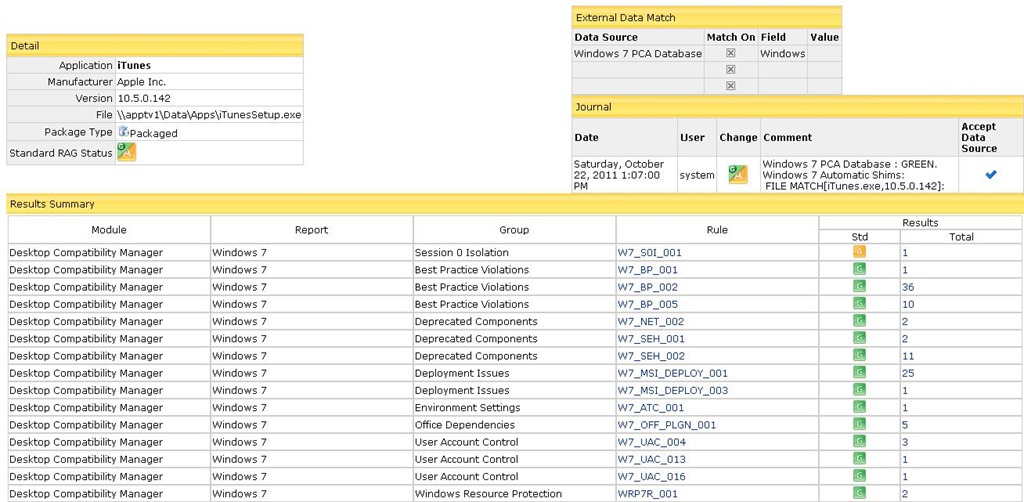 Detail
Application iTunes
Manufacturer Apple Inc.
Version 10.5.0.142
File \\apptv1\Data\Apps\iTunesSetup.exe
Package Type Packaged
Standard RAG Status G A
External Data Match
Data Source Match On Field Value
Windows 7 PCA Database Windows
Journal
Date User Change Comment Accept Data Source
Saturday, October
22, 2011 1:07:00
PM
system
G A
Windows 7 PCA Database : GREEN.
Windows 7 Automatic Shims:
FILE MATCH[iTunes.exe,10.5.0.142]:
Results Summary
Module Report Group Rule Results
Std Total
Desktop Compatibility Manager Windows 7 Session 0 Isolation W7_S0I_001 A 1
Desktop Compatibility Manager Windows 7 Best Practice Violations W7_BP_001 G 1
Desktop Compatibility Manager Windows 7 Best Practice Violations W7_BP_002 G 36
Desktop Compatibility Manager Windows 7 Best Practice Violations W7_BP_005 G 10
Desktop Compatibility Manager Windows 7 Deprecated Components W7_NET_002 G 2
Desktop Compatibility Manager Windows 7 Deprecated Components W7_SEH_001 G 2
Desktop Compatibility Manager Windows 7 Deprecated Components W7_SEH_002 G 11
Desktop Compatibility Manager Windows 7 Deployment Issues W7_MSI_DEPLOY_001 G 25
Desktop Compatibility Manager Windows 7 Deployment Issues W7_MSI_DEPLOY_003 G 1
Desktop Compatibility Manager Windows 7 Environment Settings W7_ATC_001 G 1
Desktop Compatibility Manager Windows 7 Office Dependencies W7_OFF_PLGN_001 G 5
Desktop Compatibility Manager Windows 7 User Account Control W7_UAC_004 G 3
Desktop Compatibility Manager Windows 7 User Account Control W7_UAC_013 G 1
Desktop Compatibility Manager Windows 7 User Account Control W7_UAC_016 G 1
Desktop Compatibility Manager Windows 7 Windows Resource Protection WRP7R_001 G 2